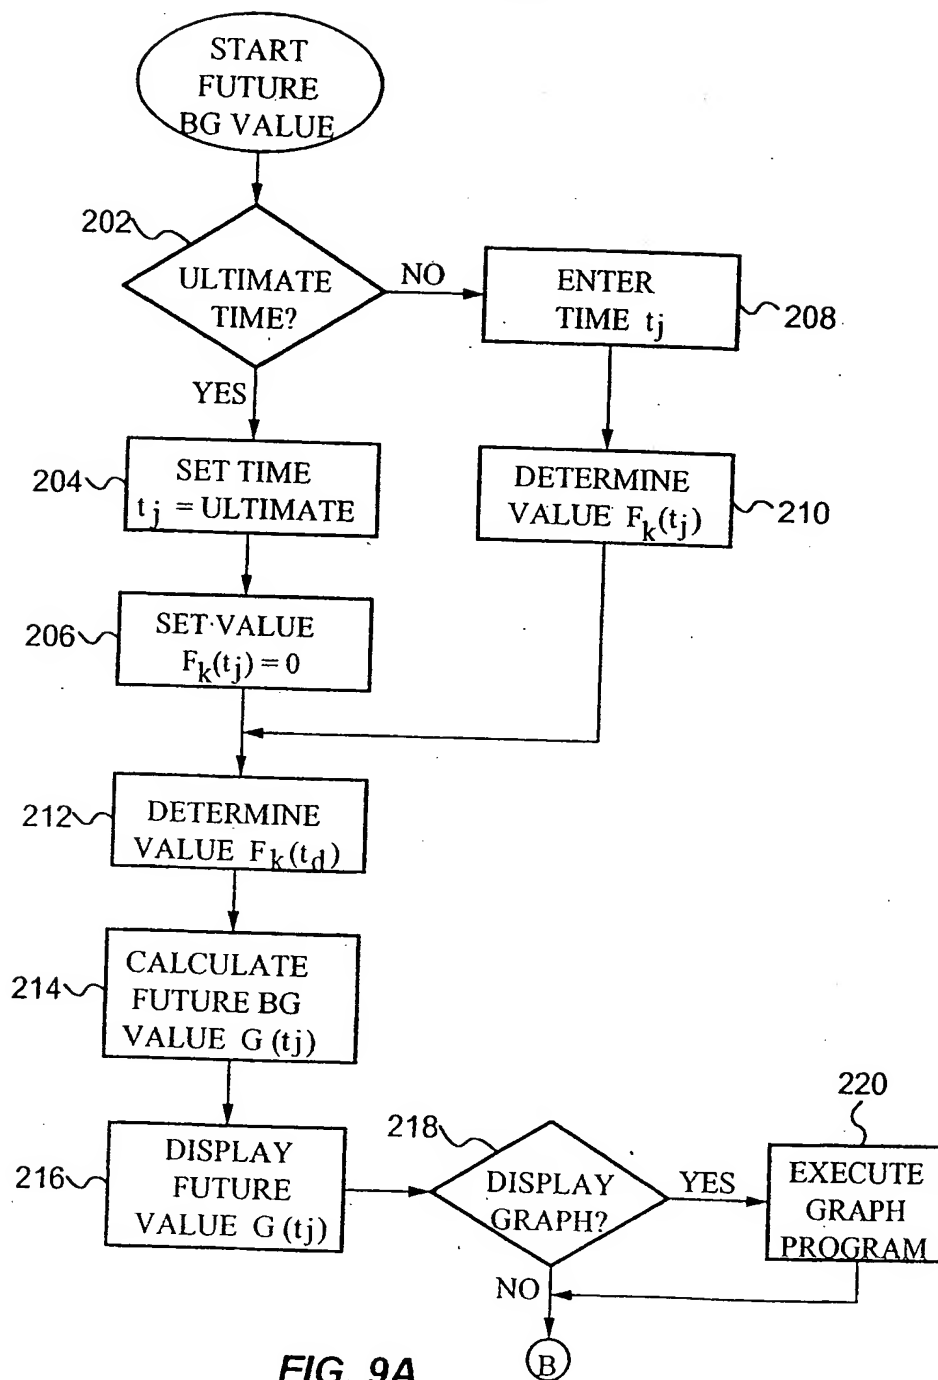 START
FUTURE
BG VALUE
202
ULTIMATE
TIME?
NO
ENTER
TIME tj
208
YES
204
SET TIME
tj = ULTIMATE
DETERMINE
VALUE Fk(tj)
210
206
SET VALUE
Fk(tj) = 0
212
DETERMINE
VALUE Fk(td)
214
CALCULATE
FUTURE BG
VALUE G(tj)
216
DISPLAY
FUTURE
VALUE G(tj)
218
DISPLAY
GRAPH?
YES
220
EXECUTE
GRAPH
PROGRAM
NO
B
FIG. 9A